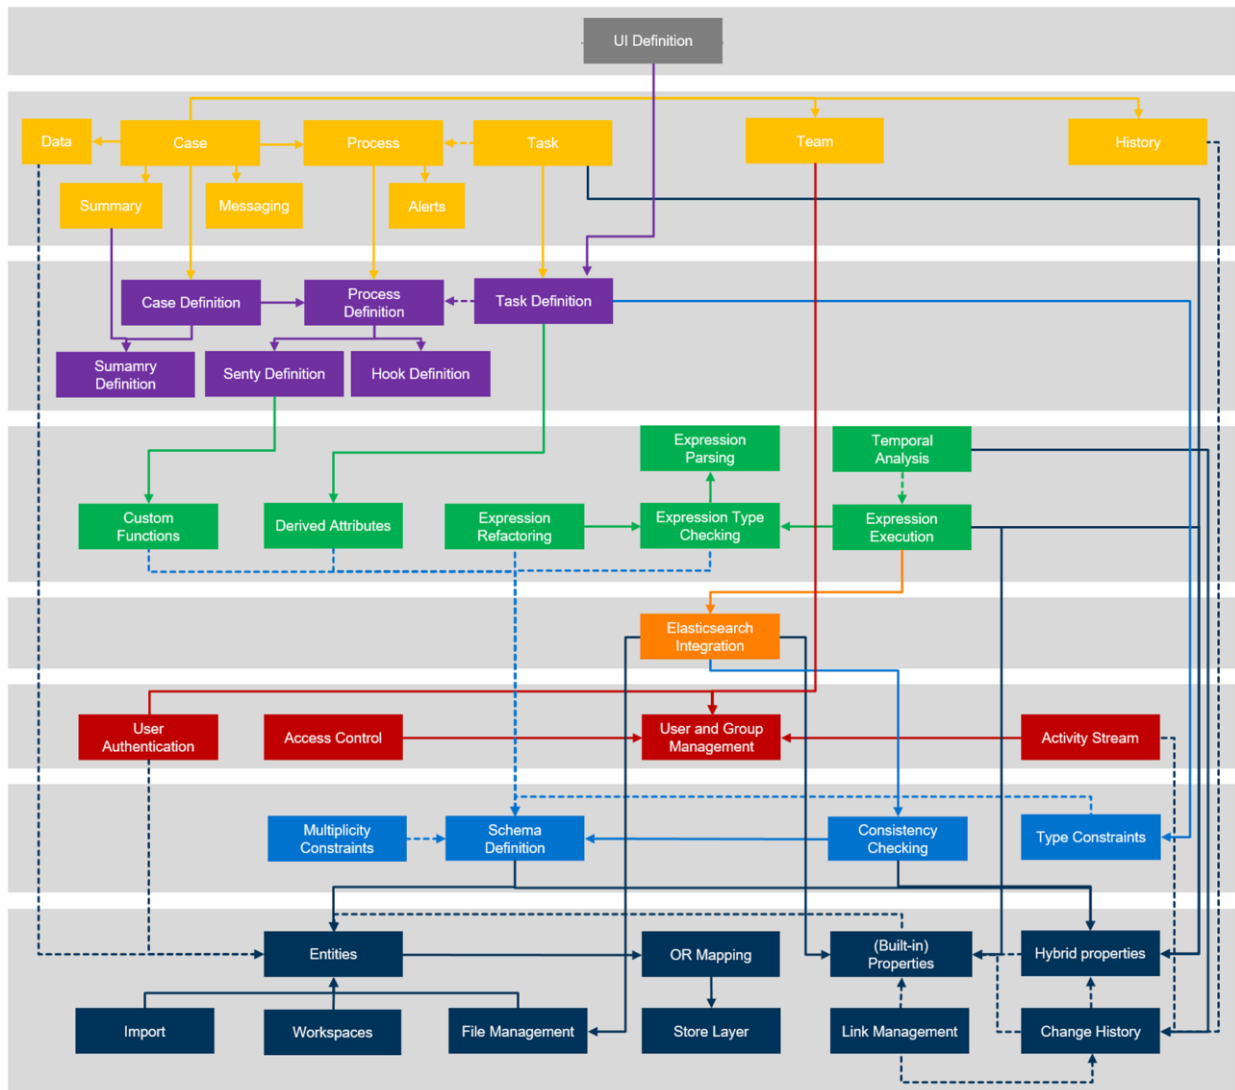 UI Definition
Data
Case
Process
Task
Team
History
Summary
Messaging
Alerts
Case Definition
Process
Definition
Task Definition
Sumamry
Definition
Senty Definition
Hook Definition
Expression
Parsing
Temporal
Analysis
Custom
Functions
Derived Attributes
Expression
Refactoring
Expression Type
Checking
Expression
Execution
Elasticsearch
Integration
User
Authentication
Access Control
User and Group
Management
Activity Stream
Multiplicity
Constraints
Schema
Definition
Consistency
Checking
Type Constraints
Entities
OR Mapping
(Built-in)
Properties
Hybrid properties
Import
Workspaces
File Management
Store Layer
Link Management
Change History